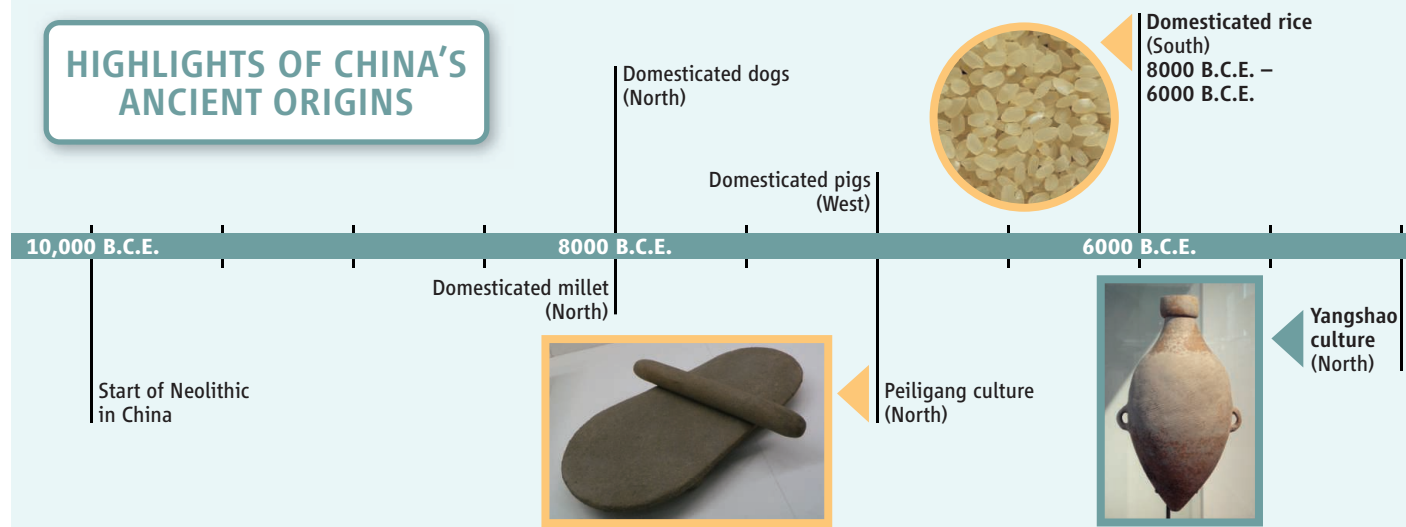 HIGHLIGHTS OF CHINA'S
ANCIENT ORIGINS
Domesticated dogs
(North)
Domesticated pigs
(West)
Domesticated rice
(South)
8000 B.C.E. –
6000 B.C.E.
10,000 B.C.E.
8000 B.C.E.
6000 B.C.E.
Domesticated millet
(North)
Start of Neolithic
in China
Peiligang culture
(North)
Yangshao
culture
(North)